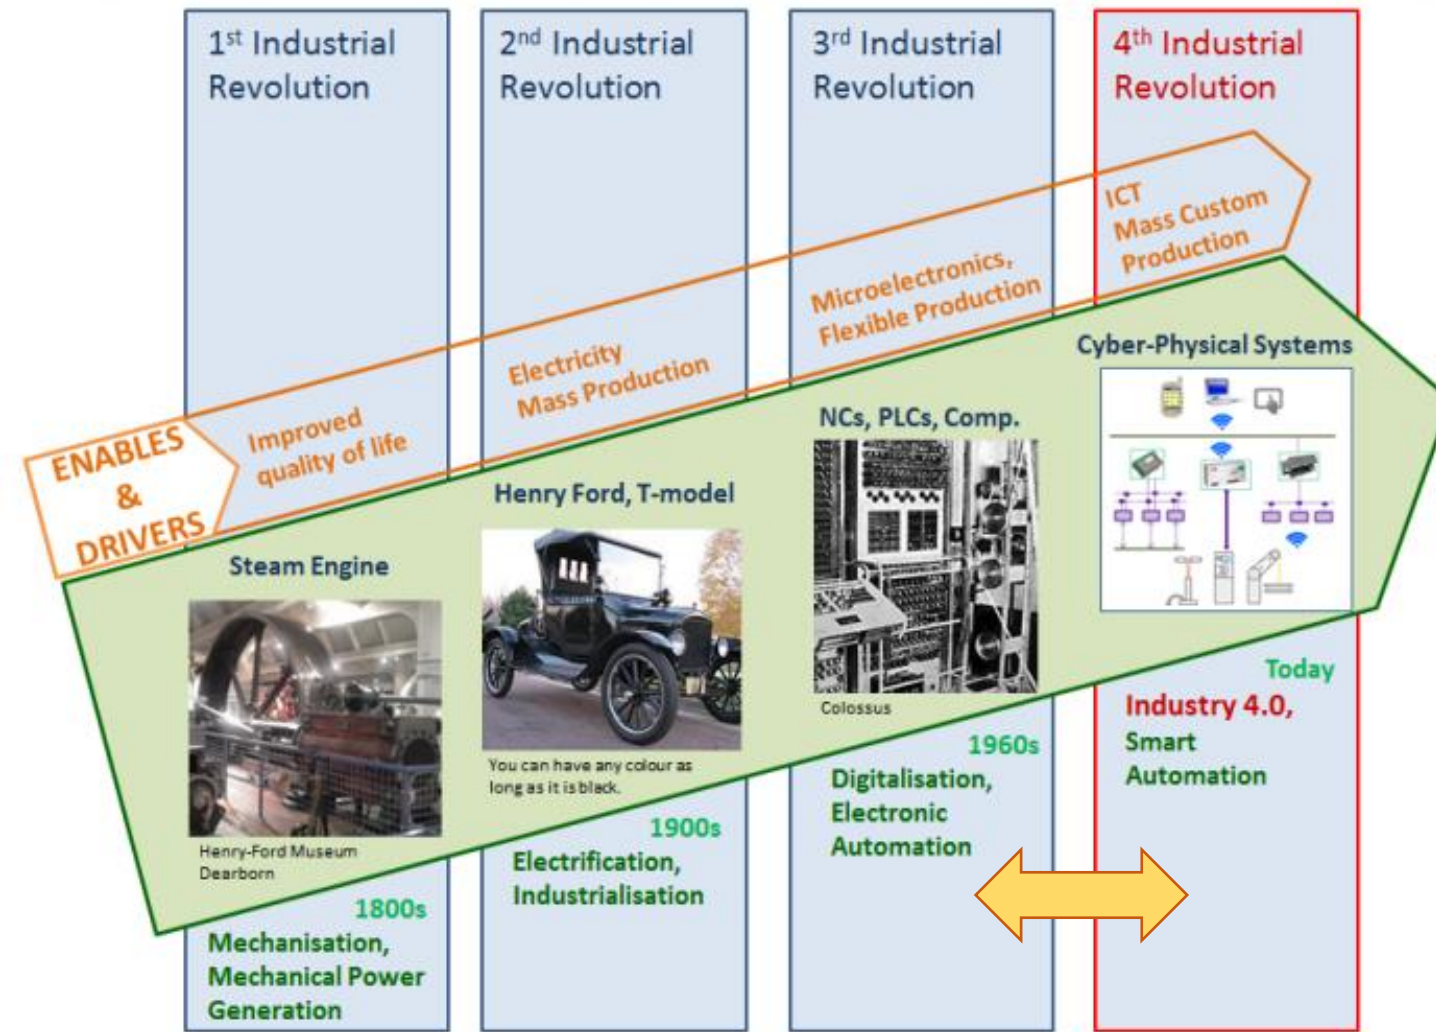 1st Industrial
Revolution
2nd Industrial
Revolution
3rd Industrial
Revolution
4th Industrial
Revolution
ENABLES
&
DRIVERS
Improved
quality of life
Electricity
Mass Production
Microelectronics,
Flexible Production
ICT
Mass Custom
Production
Steam Engine
Henry-Ford Museum
Dearborn
1800s
Mechanisation,
Mechanical Power
Generation
Henry Ford, T-model
You can have any colour as
long as it is black.
1900s
Electrification,
Industrialisation
NCs, PLCs, Comp.
Colossus
1960s
Digitalisation,
Electronic
Automation
Cyber-Physical Systems
Today
Industry 4.0,
Smart
Automation